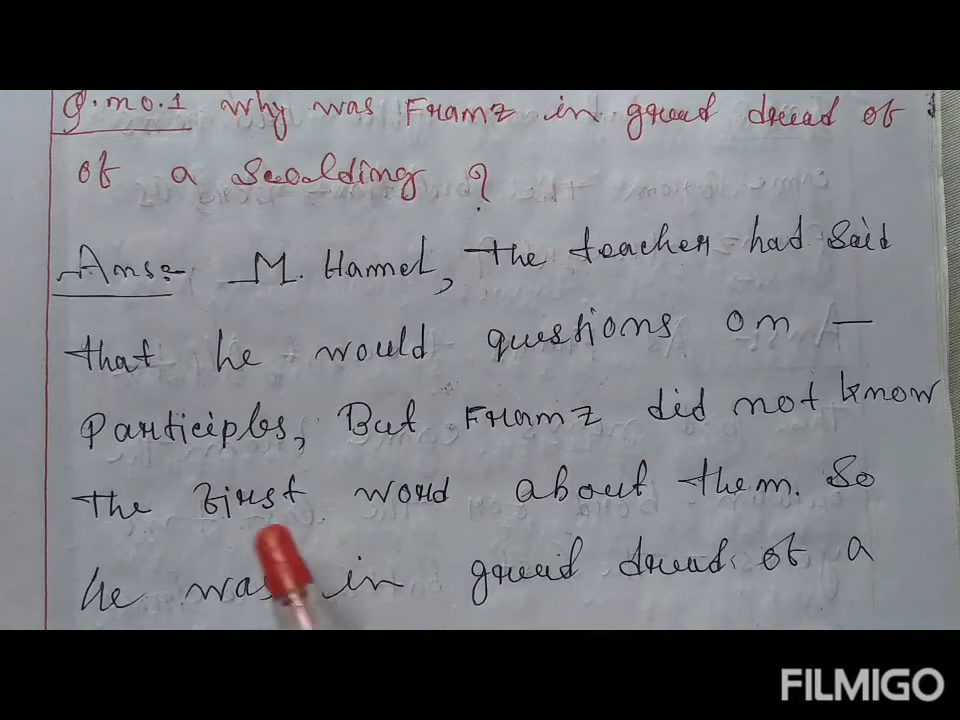 Q.no.1 Why was Franz in great dread of
of a Scolding ?
Ans:- M. Hamel, the teacher had said
that he would questions on —
Participles, But Franz did not know
the first word about them. So
he was in great dread of a
FILMIGO